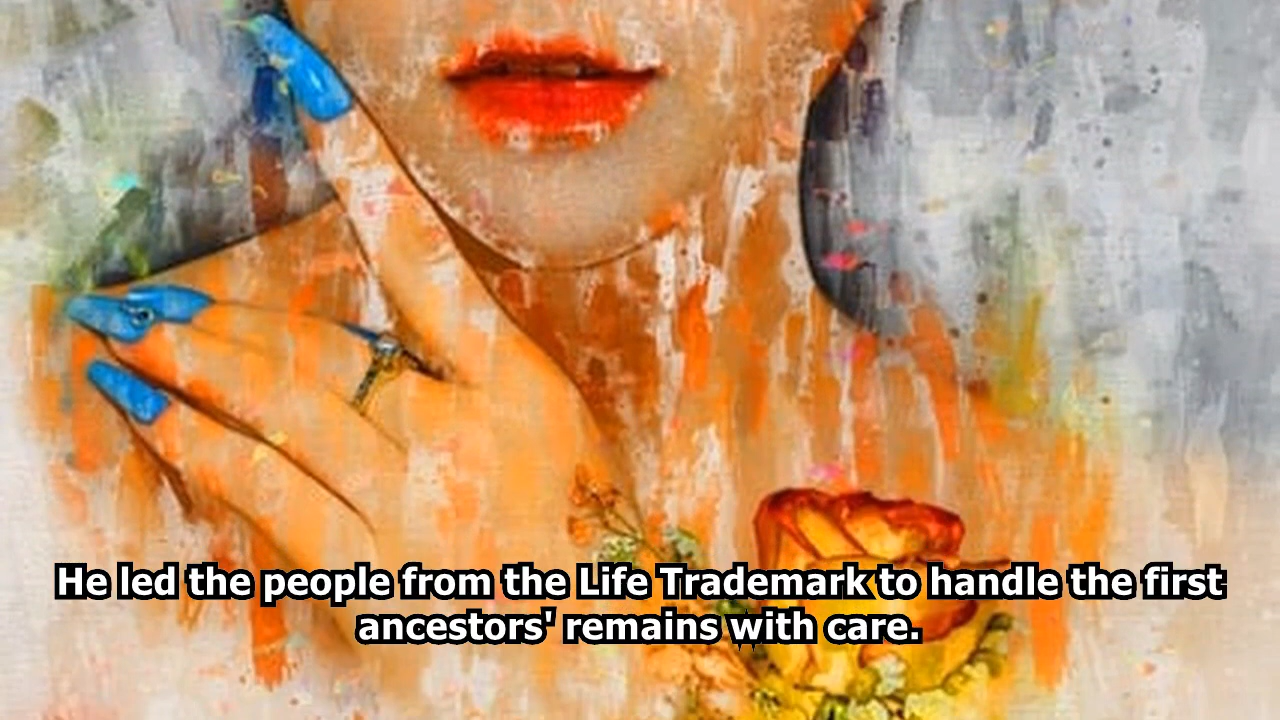 He led the people from the Life Trademark to handle the first
ancestors' remains with care.